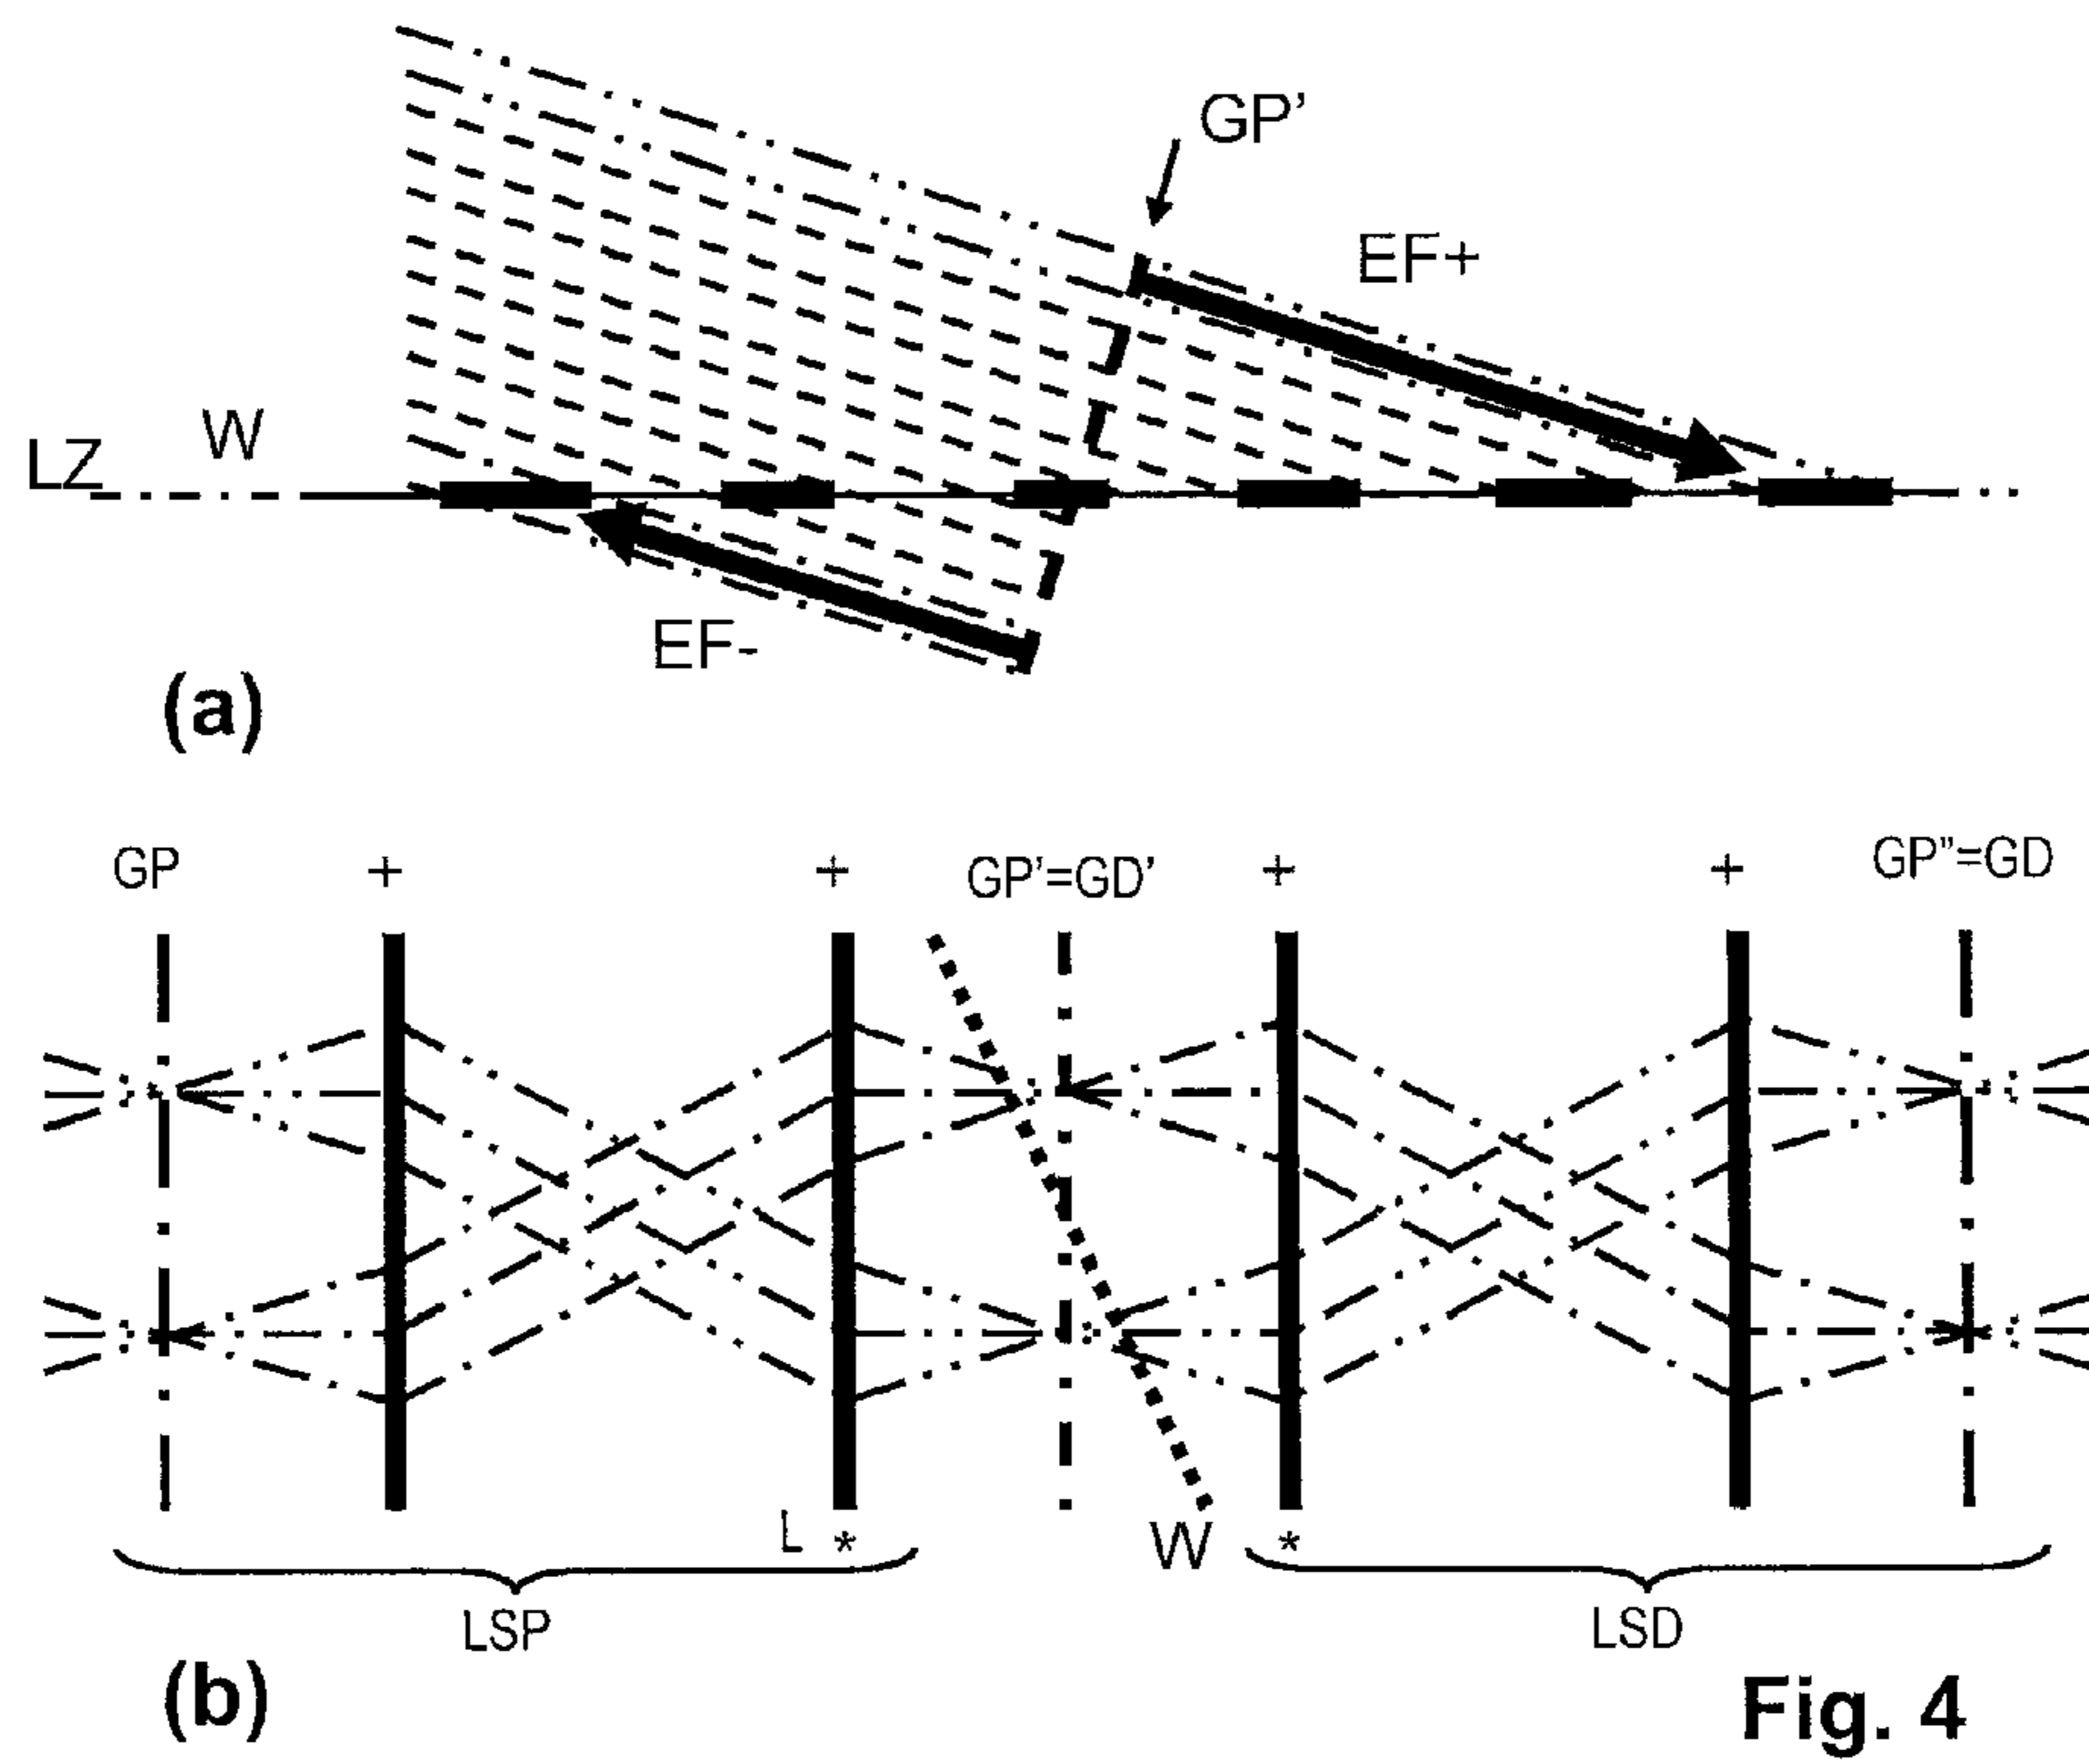 GP'
EF+
W
LZ
EF-
(a)
GP + + GP'=GD' + + GP"=GD
L * W *
LSP LSD
(b) Fig. 4